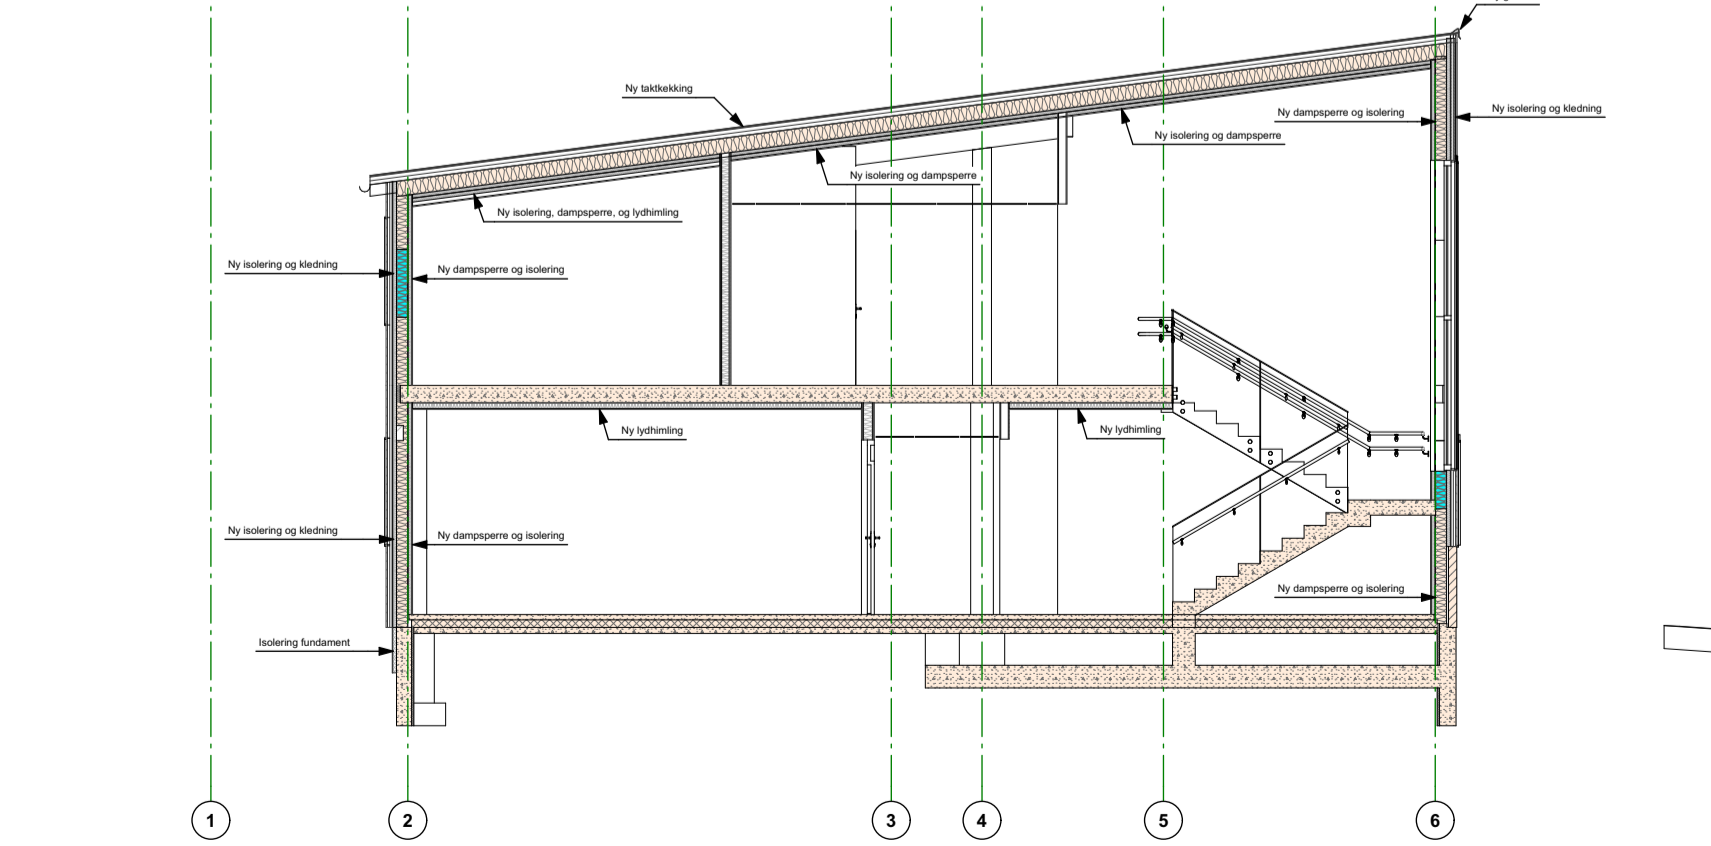 Ny taktkekking
Ny isolering og kledning
Ny dampsperre og isolering
Ny isolering og dampsperre
Ny isolering og dampsperre
Ny isolering, dampsperre, og lydhimling
Ny isolering og kledning
Ny dampsperre og isolering
Ny lydhimling
Ny lydhimling
Ny isolering og kledning
Ny dampsperre og isolering
Ny dampsperre og isolering
Isolering fundament
1 2 3 4 5 6